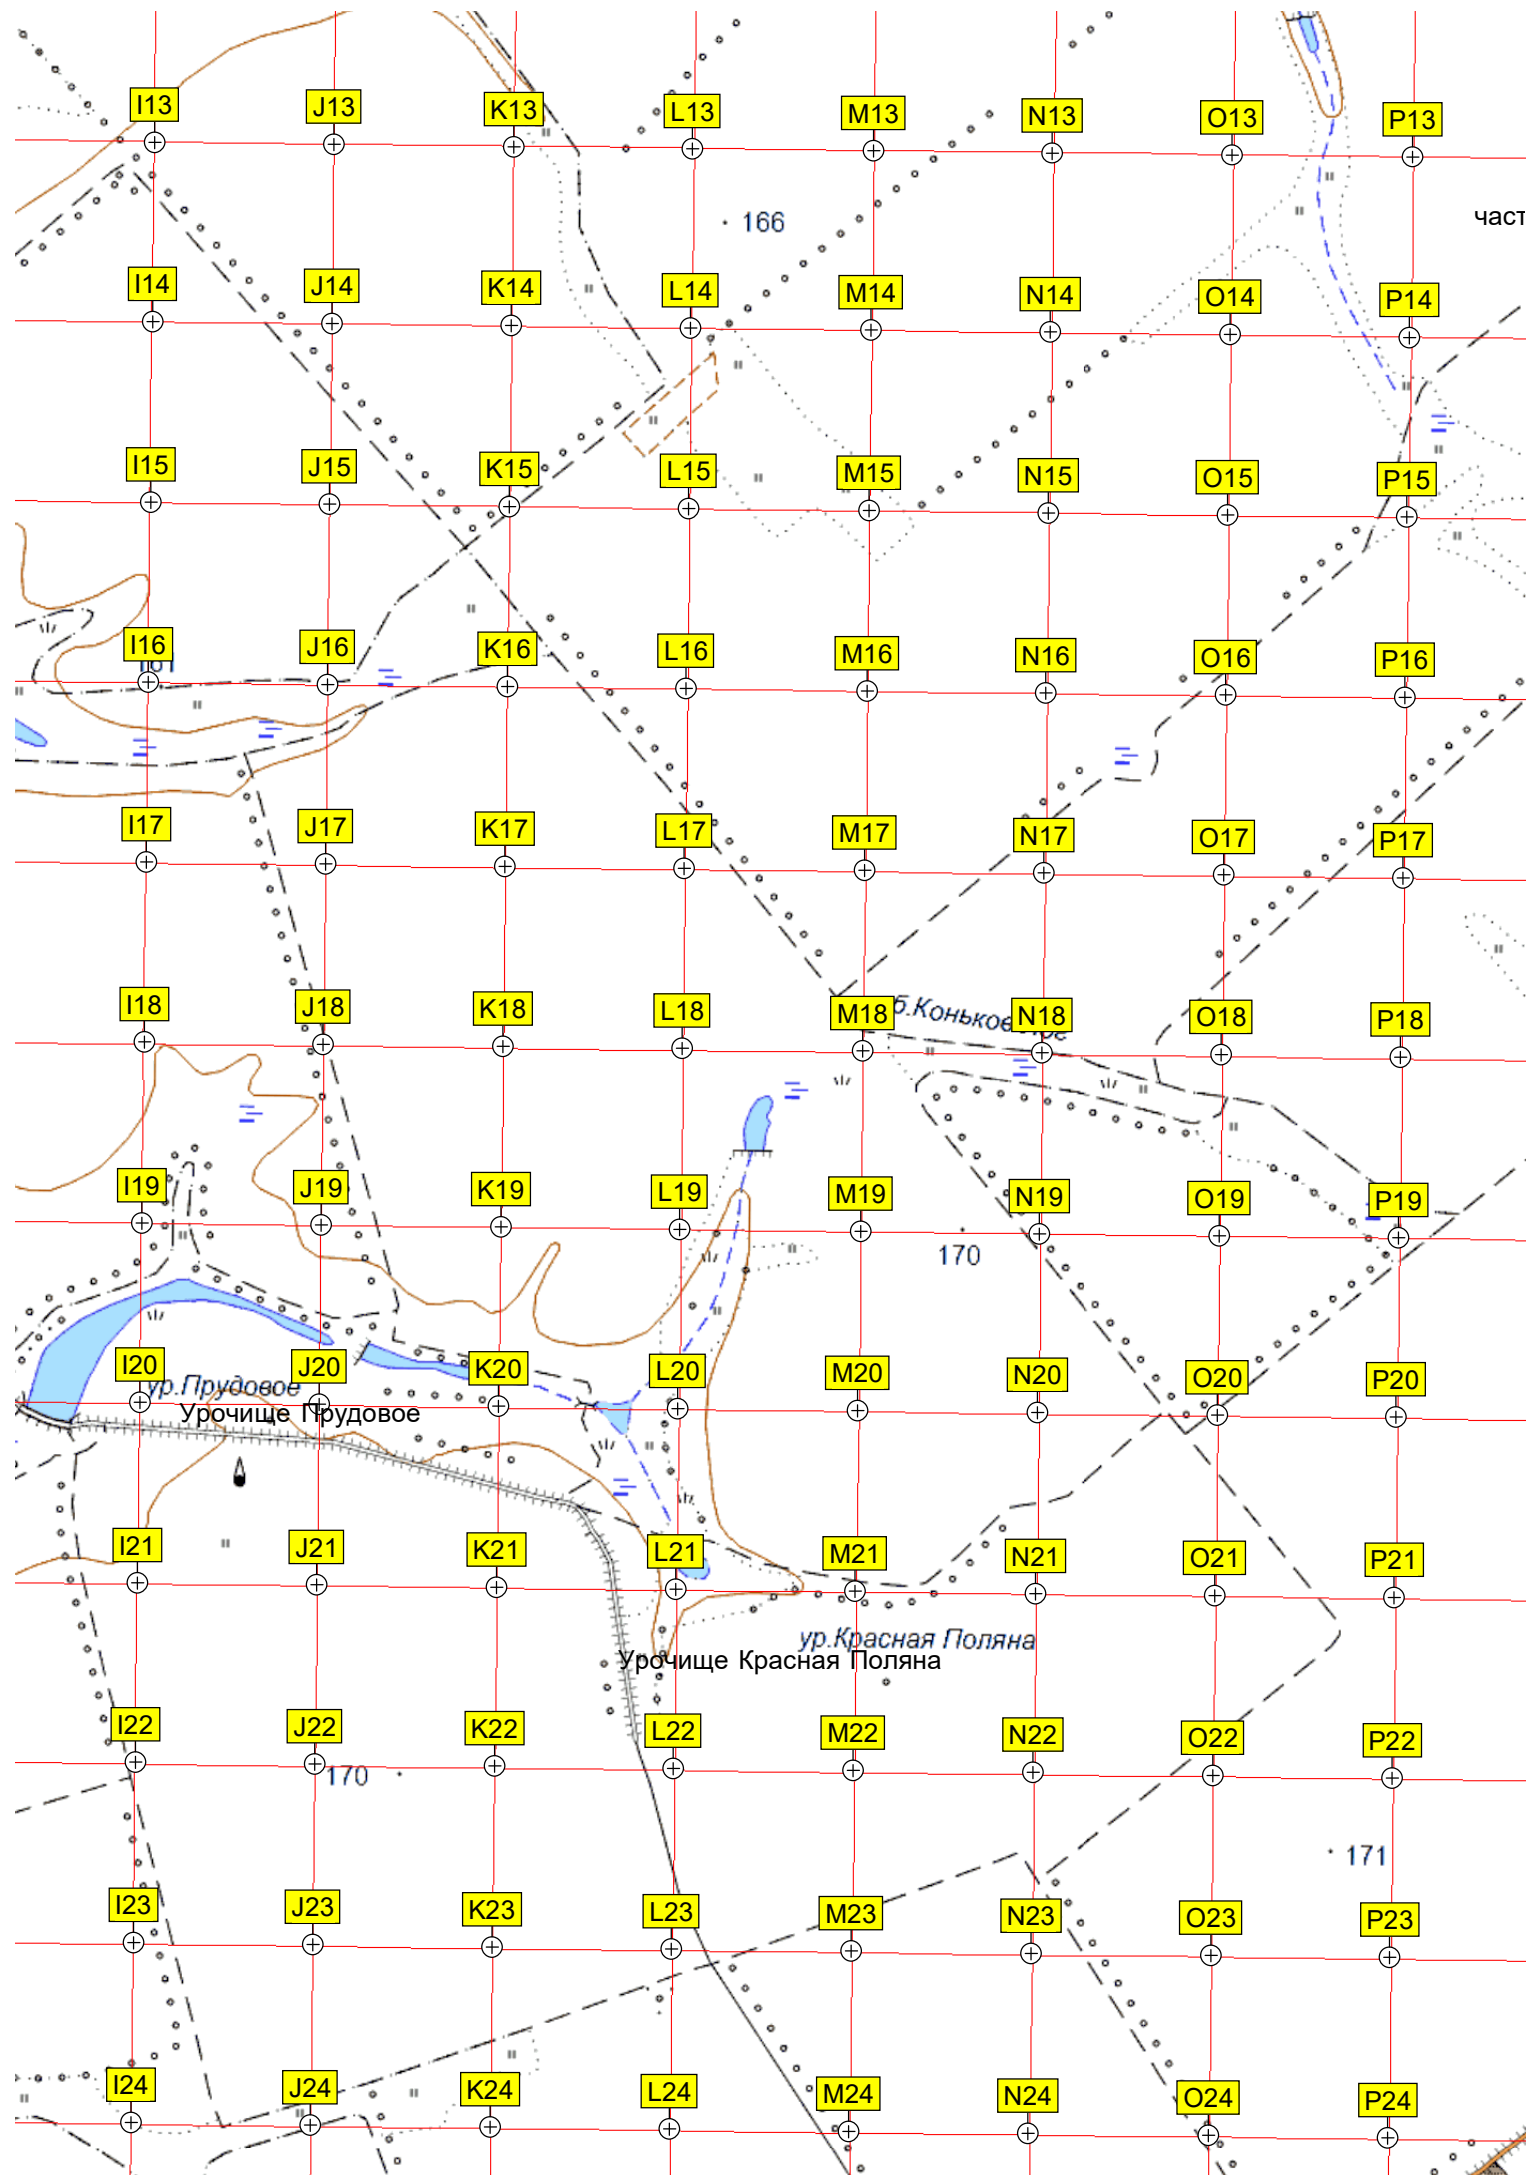 I13 J13 K13 L13 M13 N13 O13 P13
166
част
I14 J14 K14 L14 M14 N14 O14 P14
I15 J15 K15 L15 M15 N15 O15 P15
I16 J16 K16 L16 M16 N16 O16 P16
161
I17 J17 K17 L17 M17 N17 O17 P17
I18 J18 K18 L18 M18 N18 O18 P18
I19 J19 K19 L19 M19 N19 O19 P19
170
I20 J20 K20 L20 M20 N20 O20 P20
ур.Прудовое
Урочище Прудовое
I21 J21 K21 L21 M21 N21 O21 P21
ур.Красная Поляна
Урочище Красная Поляна
I22 J22 K22 L22 M22 N22 O22 P22
170
171
I23 J23 K23 L23 M23 N23 O23 P23
I24 J24 K24 L24 M24 N24 O24 P24